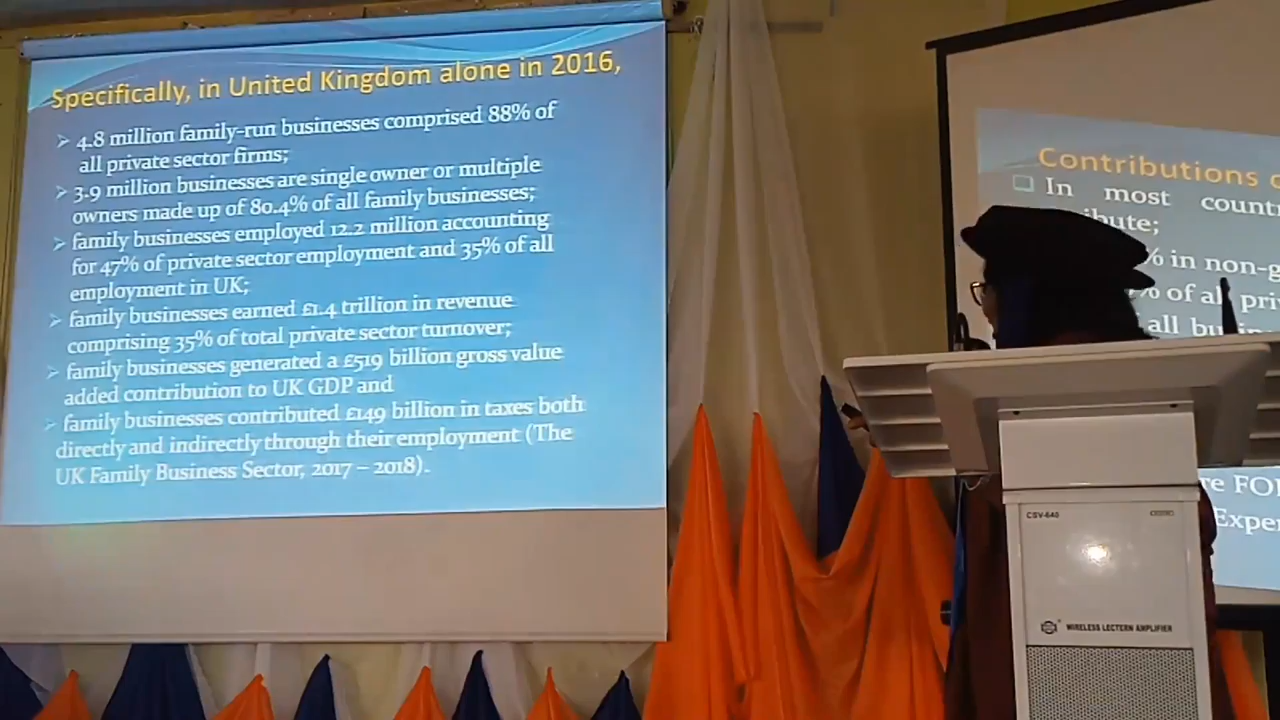 Specifically, in United Kingdom alone in 2016,
➢ 4.8 million family-run businesses comprised 88% of
all private sector firms;
➢ 3.9 million businesses are single owner or multiple
owners made up of 80.4% of all family businesses;
➢ family businesses employed 12.2 million accounting
for 47% of private sector employment and 35% of all
employment in UK;
➢ family businesses earned £1.4 trillion in revenue
comprising 35% of total private sector turnover;
➢ family businesses generated a £519 billion gross value
added contribution to UK GDP and
➢ family businesses contributed £149 billion in taxes both
directly and indirectly through their employment (The
UK Family Business Sector, 2017 – 2018).
Contributions
In most
% in
% of all
all
CSV-640
WIRELESS LECTERN AMPLIFIER